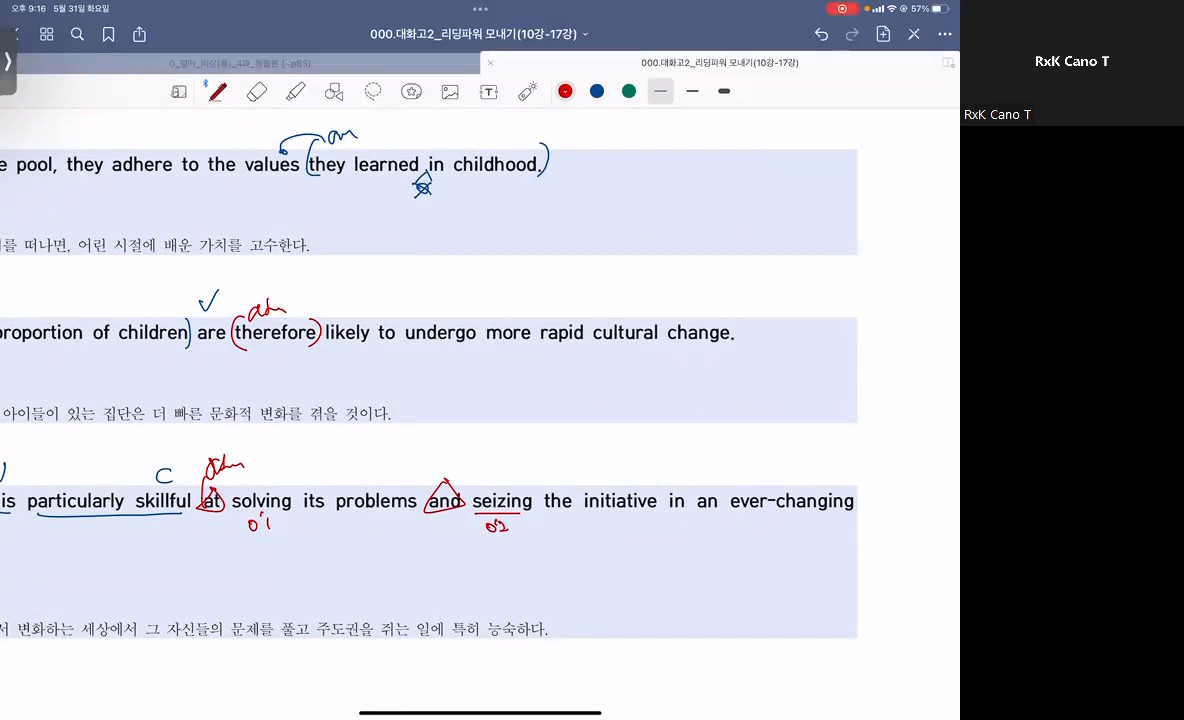 오후 9:16 5월 31일 화요일
57%
000.대화고2_리딩파워 모내기(10강-17강)
000.대화고2_리딩파워 모내기(10강-17강)
RxK Cano T
RxK Cano T
e pool, they adhere to the values they learned in childhood.
를 떠나면, 어린 시절에 배운 가치를 고수한다.
proportion of children) are (therefore) likely to undergo more rapid cultural change.
아이들이 있는 집단은 더 빠른 문화적 변화를 겪을 것이다.
C
is particularly skillful at solving its problems and seizing the initiative in an ever-changing
o'1 o'2
서 변화하는 세상에서 그 자신들의 문제를 풀고 주도권을 쥐는 일에 특히 능숙하다.